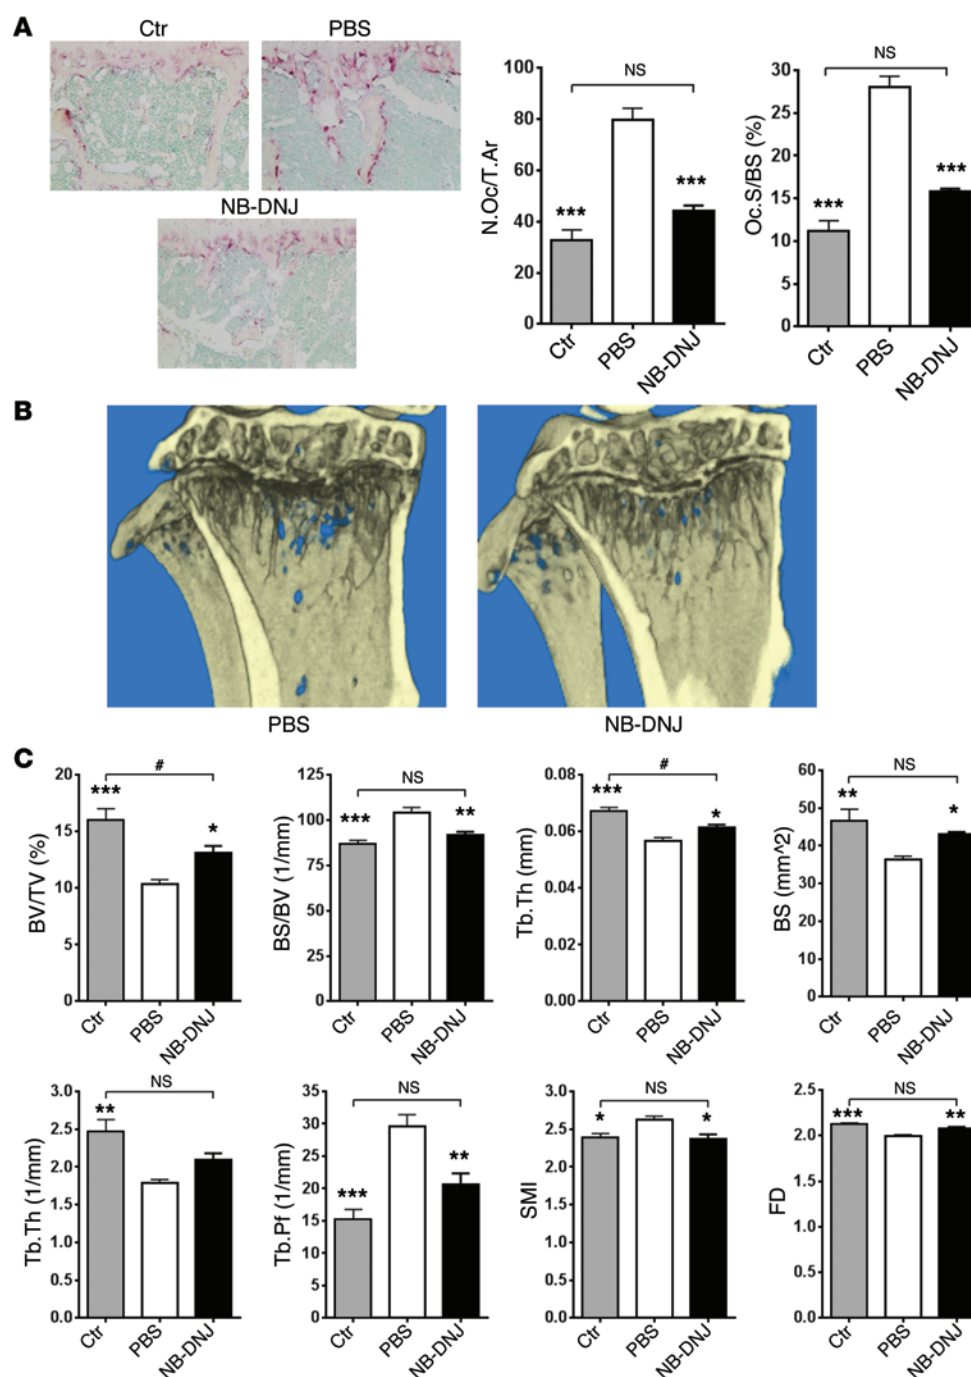 A
Ctr
PBS
NB-DNJ
N.Oc/T.Ar
100
80
60
40
20
0
NS
***
***
Ctr
PBS
NB-DNJ
Oc.S/BS (%)
30
25
20
15
10
5
0
NS
***
***
Ctr
PBS
NB-DNJ
B
PBS
NB-DNJ
C
BV/TV (%)
20
15
10
5
0
#
***
*
Ctr
PBS
NB-DNJ
BS/BV (1/mm)
125
100
75
50
25
0
NS
***
**
Ctr
PBS
NB-DNJ
Tb.Th (mm)
0.08
0.06
0.04
0.02
0.00
#
***
*
Ctr
PBS
NB-DNJ
BS (mm^2)
60
50
40
30
20
10
0
NS
**
*
Ctr
PBS
NB-DNJ
Tb.Th (1/mm)
3.0
2.5
2.0
1.5
1.0
0.5
0.0
NS
**
Ctr
PBS
NB-DNJ
Tb.Pf (1/mm)
35
30
25
20
15
10
5
0
NS
***
**
Ctr
PBS
NB-DNJ
SMI
3.0
2.5
2.0
1.5
1.0
0.5
0.0
NS
*
*
Ctr
PBS
NB-DNJ
FD
2.5
2.0
1.5
1.0
0.5
0.0
NS
***
**
Ctr
PBS
NB-DNJ